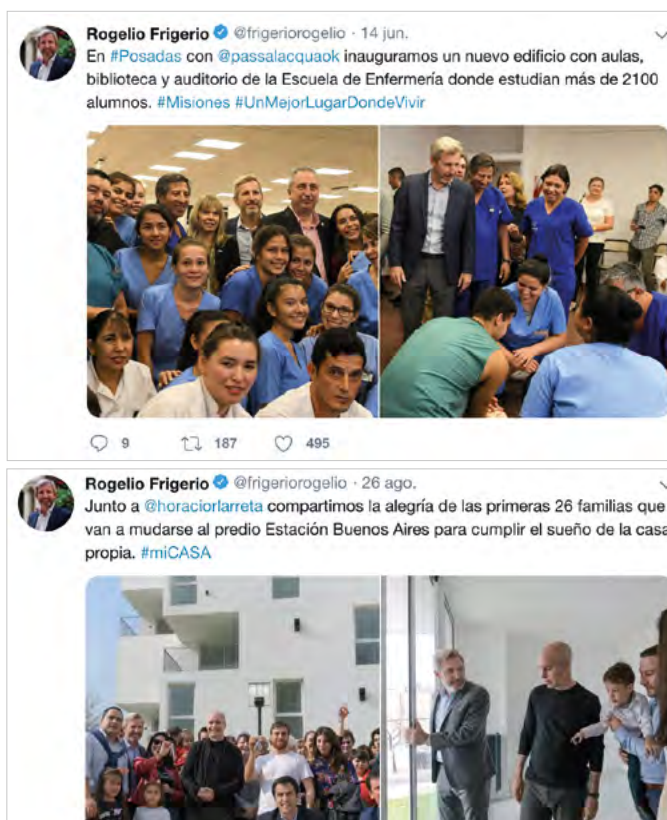 Rogelio Frigerio @frigeriorogelio · 14 jun.
En #Posadas con @passalacquaok inauguramos un nuevo edificio con aulas,
biblioteca y auditorio de la Escuela de Enfermería donde estudian más de 2100
alumnos. #Misiones #UnMejorLugarDondeVivir
9 187 495
Rogelio Frigerio @frigeriorogelio · 26 ago.
Junto a @horaciorlarreta compartimos la alegría de las primeras 26 familias que
van a mudarse al predio Estación Buenos Aires para cumplir el sueño de la casa
propia. #miCASA